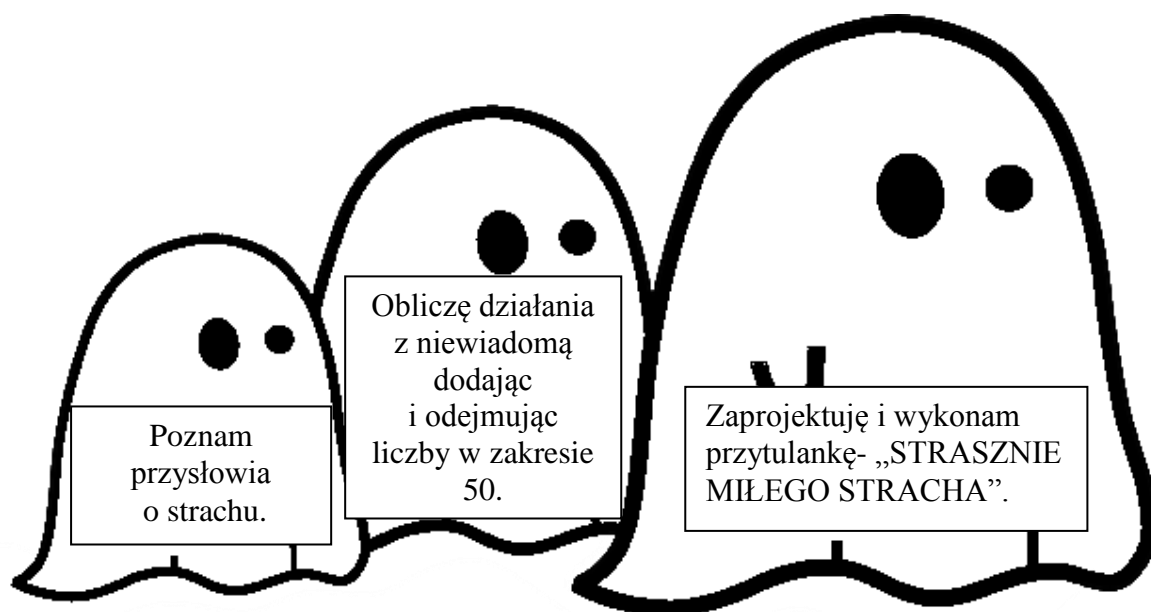 Poznam
przysłowia
o strachu.
Obliczę działania
z niewiadomą
dodając
i odejmując
liczby w zakresie
50.
Zaprojektuję i wykonam
przytulankę- „STRASZNIE
MIŁEGO STRACHA”.